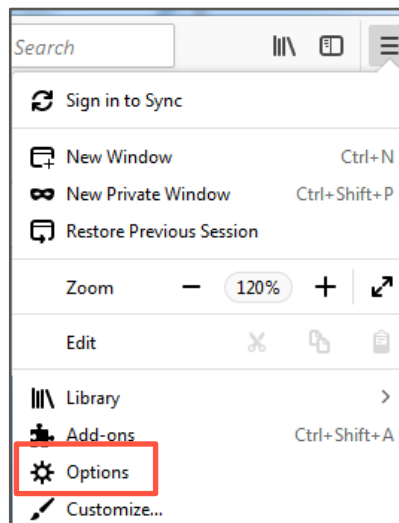 Search
Sign in to Sync
New Window Ctrl+N
New Private Window Ctrl+Shift+P
Restore Previous Session
Zoom 120%
Edit
Library
Add-ons Ctrl+Shift+A
Options
Customize...